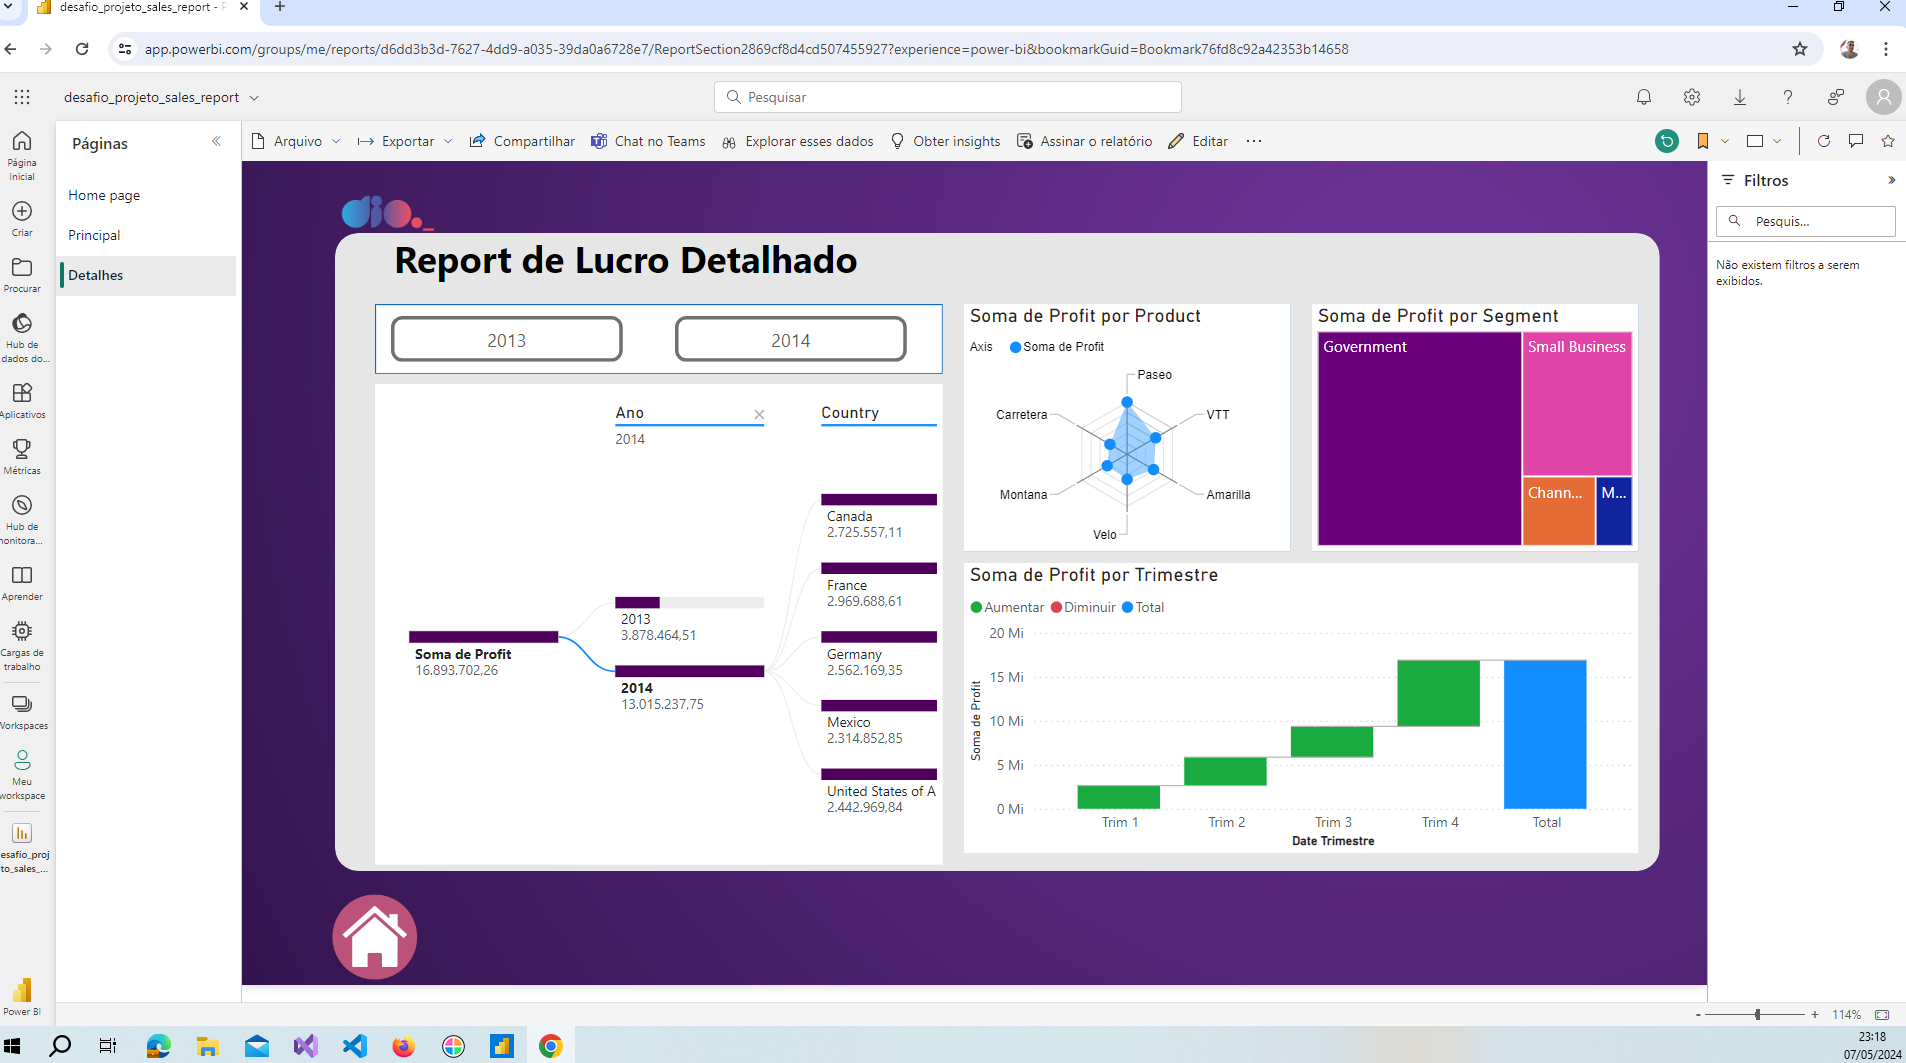 desafio_projeto_sales_report - P
app.powerbi.com/groups/me/reports/d6dd3b3d-7627-4dd9-a035-39da0a6728e7/ReportSection2869cf8d4cd507455927?experience=power-bi&bookmarkGuid=Bookmark76fd8c92a42353b14658
desafio_projeto_sales_report
Pesquisar
Página
Inicial
Criar
Procurar
Hub de
dados do...
Aplicativos
Métricas
Hub de
monitora...
Aprender
Cargas de
trabalho
Workspaces
Meu
workspace
esafio_proj
to_sales_...
Power BI
Páginas
Home page
Principal
Detalhes
Arquivo
Exportar
Compartilhar
Chat no Teams
Explorar esses dados
Obter insights
Assinar o relatório
Editar
dio._
Report de Lucro Detalhado
2013
2014
Ano
2014
Country
Soma de Profit
16.893.702,26
2013
3.878.464,51
2014
13.015.237,75
Canada
2.725.557,11
France
2.969.688,61
Germany
2.562.169,35
Mexico
2.314.852,85
United States of A
2.442.969,84
Soma de Profit por Product
Axis
Soma de Profit
Paseo
VTT
Amarilla
Velo
Montana
Carretera
Soma de Profit por Segment
Government
Small Business
Chann...
M...
Soma de Profit por Trimestre
Aumentar
Diminuir
Total
Soma de Profit
20 Mi
15 Mi
10 Mi
5 Mi
0 Mi
Trim 1
Trim 2
Trim 3
Trim 4
Total
Date Trimestre
Filtros
Pesquis...
Não existem filtros a serem
exibidos.
- + 114%
23:18
07/05/2024